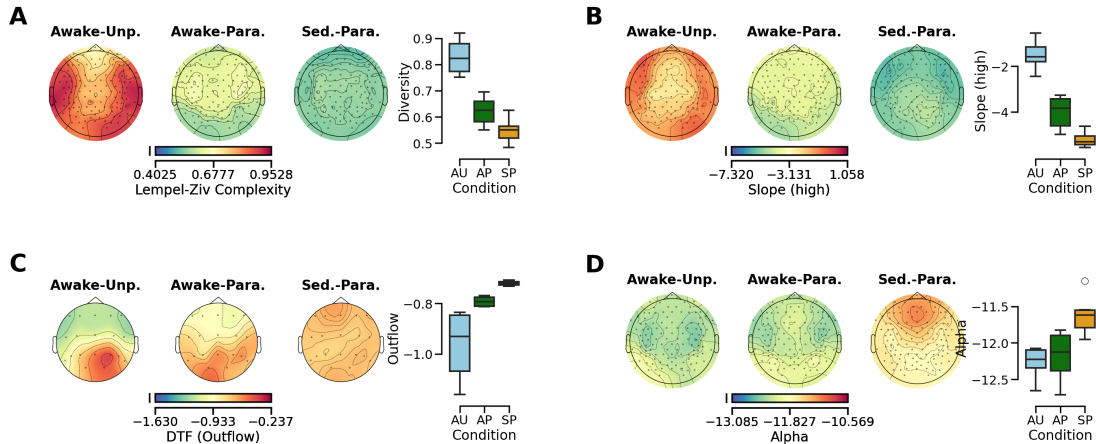 A
Awake-Unp.
Awake-Para.
Sed.-Para.
0.4025
0.6777
0.9528
Lempel-Ziv Complexity
0.9
0.8
0.7
0.6
0.5
Diversity
AU
AP
SP
Condition
B
Awake-Unp.
Awake-Para.
Sed.-Para.
−7.320
−3.131
1.058
Slope (high)
−2
−4
Slope (high)
AU
AP
SP
Condition
C
Awake-Unp.
Awake-Para.
Sed.-Para.
−1.630
−0.933
−0.237
DTF (Outflow)
−0.8
−1.0
Outflow
AU
AP
SP
Condition
D
Awake-Unp.
Awake-Para.
Sed.-Para.
−13.085
−11.827
−10.569
Alpha
−11.5
−12.0
−12.5
Alpha
AU
AP
SP
Condition